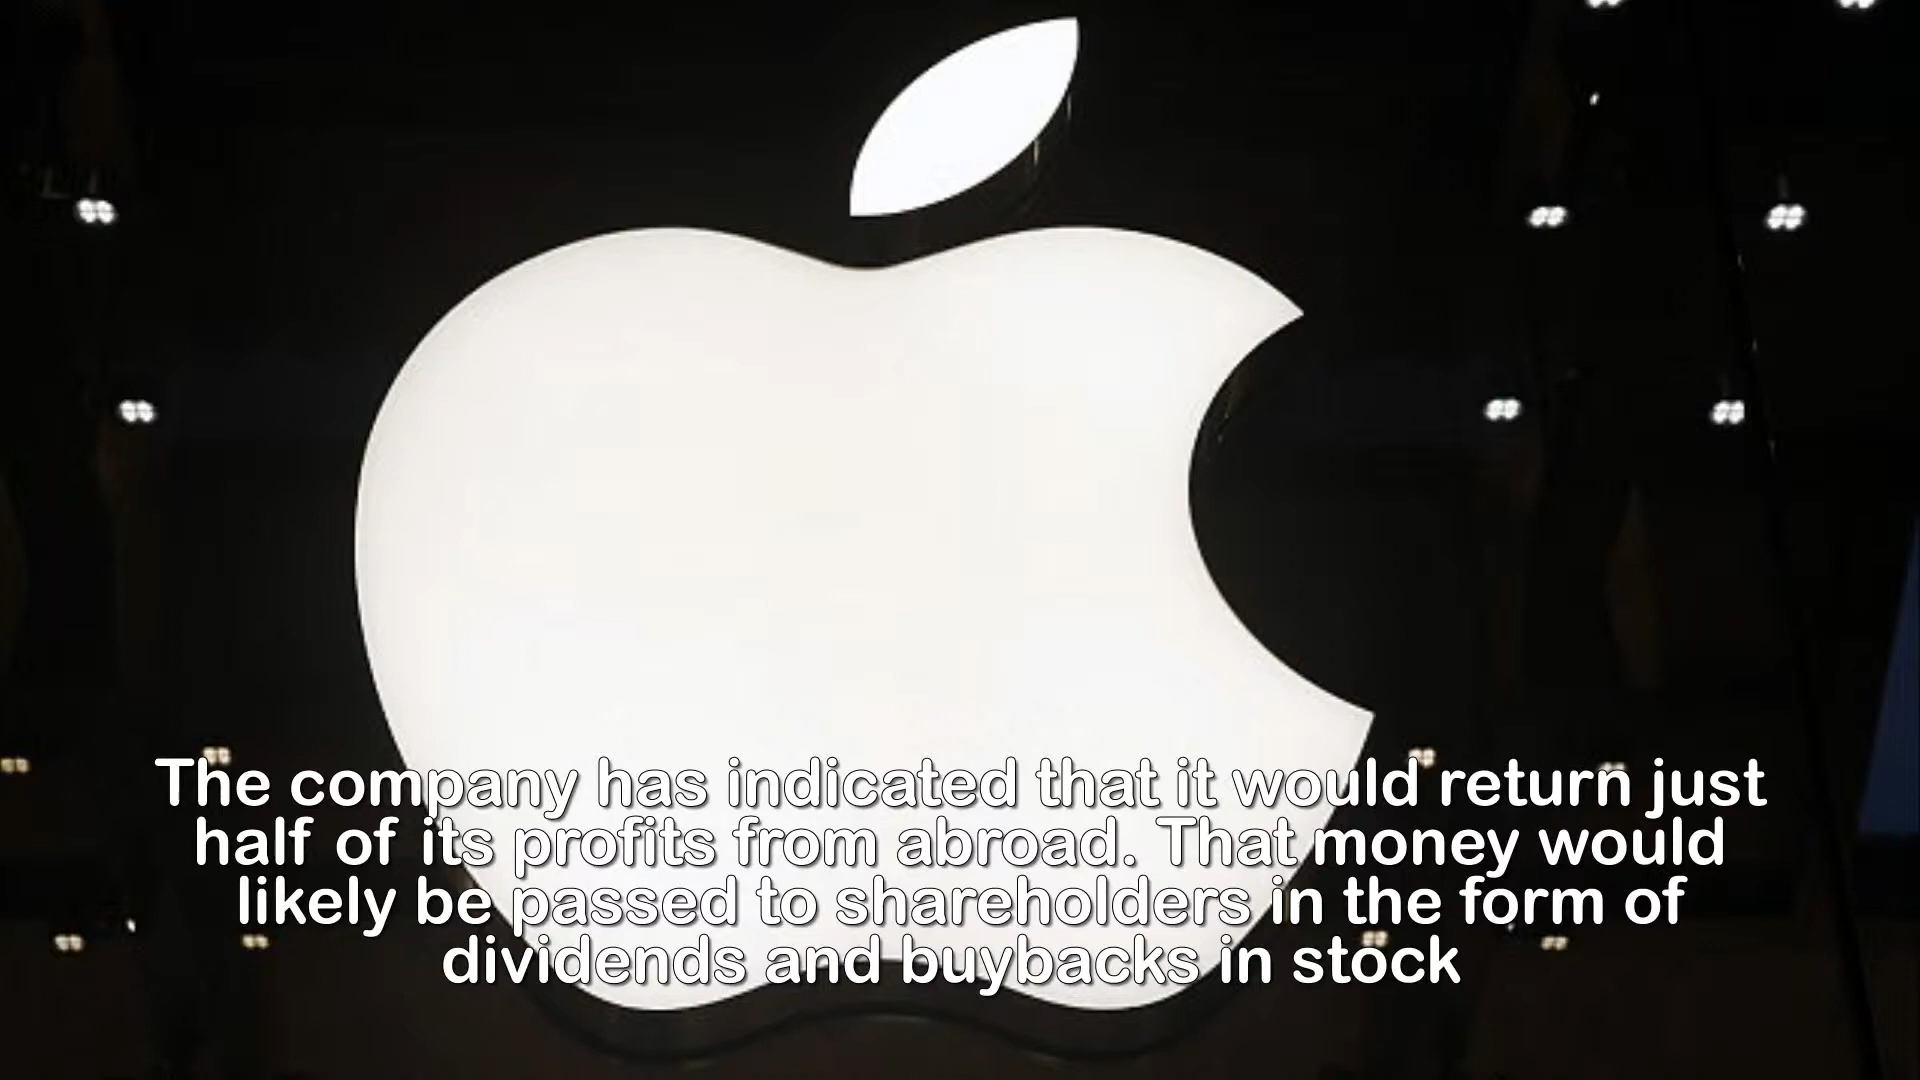 The company has indicated that it would return just
half of its profits from abroad. That money would
likely be passed to shareholders in the form of
dividends and buybacks in stock